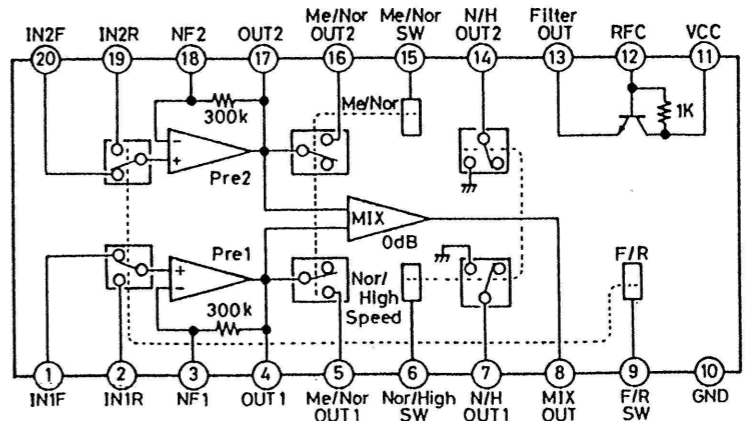 IN2F
IN2R
NF2
OUT2
Me/Nor
OUT2
Me/Nor
SW
N/H
OUT2
Filter
OUT
RFC
VCC
20
19
18
17
16
15
14
13
12
11
300k
Me/Nor
1K
-
+
Pre2
MIX
0dB
Pre1
+
-
300k
Nor/
High
Speed
F/R
1
2
3
4
5
6
7
8
9
10
IN1F
IN1R
NF1
OUT1
Me/Nor
OUT1
Nor/High
SW
N/H
OUT1
MIX
OUT
F/R
SW
GND